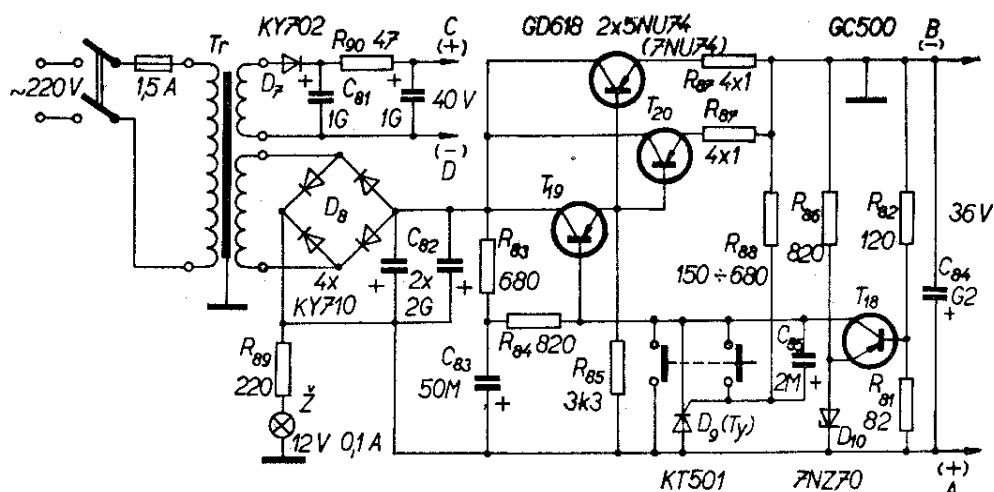 KY702
GD618 2x5NU74
(7NU74)
GC500
B
(-)
Tr
R90 47
C
(+)
~220V
1,5 A
D7
+
C81
1G
+
1G
40 V
R87 4x1
T20
R87
4x1
(-)
D
D8
T19
C82
2x
2G
+
+
4x
KY710
R83
680
R88
150÷680
R86
820
R82
120
36V
C84
G2
+
R89
220
Ž
12V 0,1A
C83
50M
+
R84 820
R85
3k3
C85
2M +
T18
R81
82
D9 (Ty)
D10
KT501
7NZ70
(+)
A